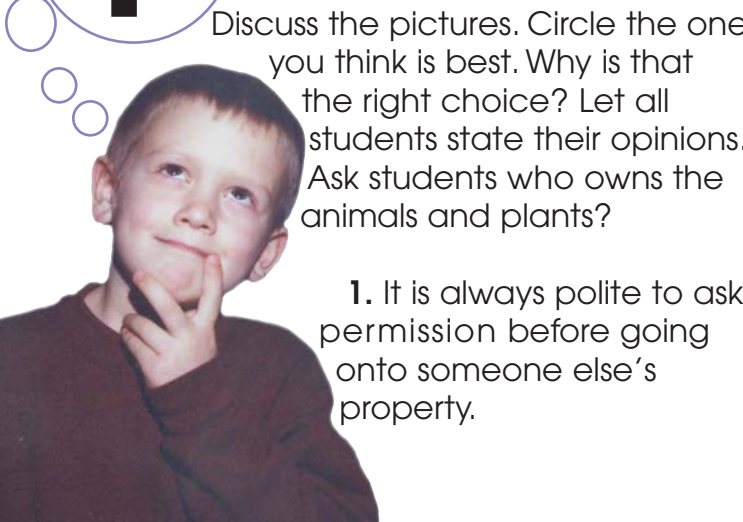 Discuss the pictures. Circle the one
you think is best. Why is that
the right choice? Let all
students state their opinions.
Ask students who owns the
animals and plants?
1. It is always polite to ask
permission before going
onto someone else's
property.